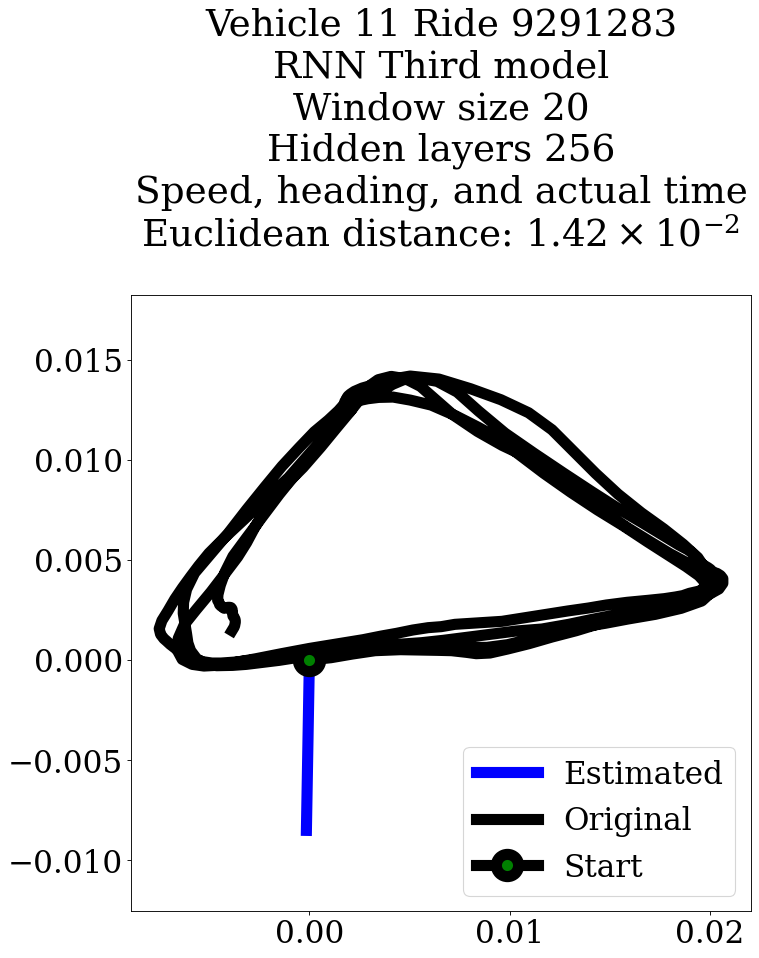 Vehicle 11 Ride 9291283
RNN Third model
Window size 20
Hidden layers 256
Speed, heading, and actual time
Euclidean distance: 1.42 × 10⁻²
0.015
0.010
0.005
0.000
−0.005
−0.010
Estimated
Original
Start
0.00 0.01 0.02